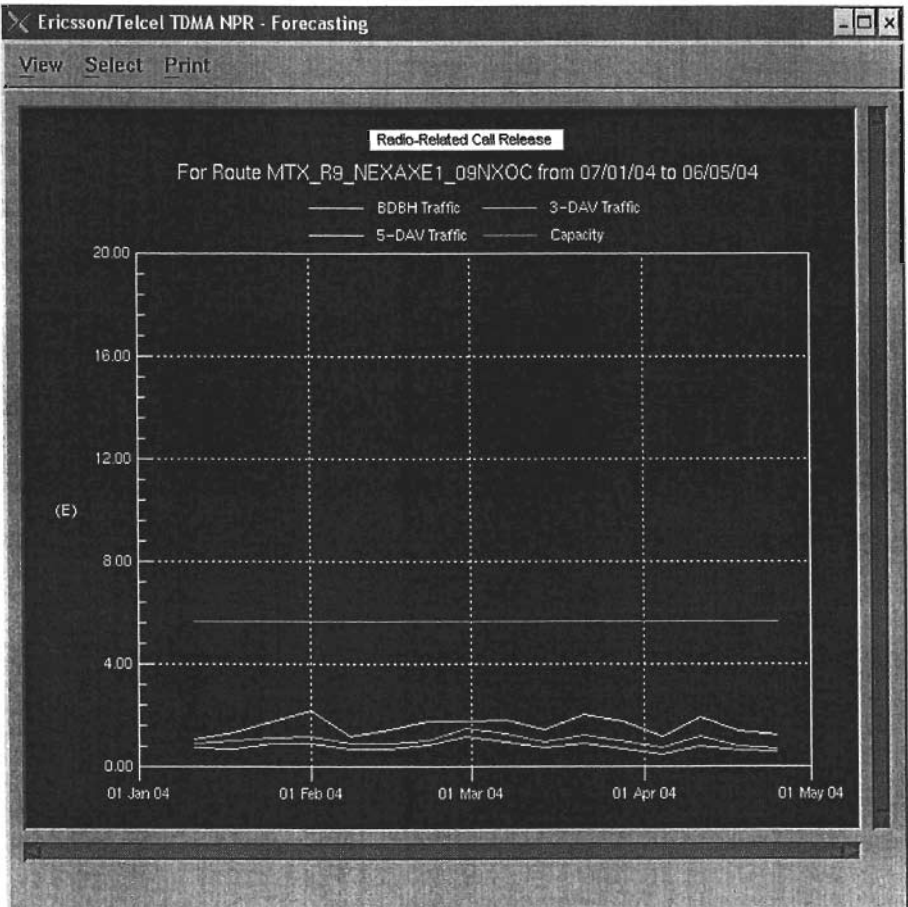 Ericsson/Telcel TDMA NPR - Forecasting
View Select Print
Radio-Related Call Release
For Route MTX_R9_NEXAXE1_09NXOC from 07/01/04 to 06/05/04
BDBH Traffic 3-DAV Traffic
5-DAV Traffic Capacity
20.00
16.00
12.00
(E)
8.00
4.00
0.00
01 Jan 04 01 Feb 04 01 Mar 04 01 Apr 04 01 May 04